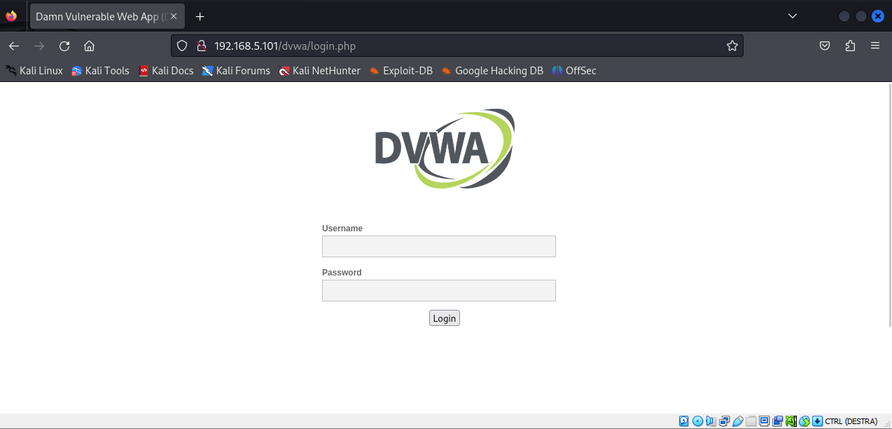 Damn Vulnerable Web App (
192.168.5.101/dvwa/login.php
Kali Linux Kali Tools Kali Docs Kali Forums Kali NetHunter Exploit-DB Google Hacking DB OffSec
DVWA
Username
Password
Login
CTRL (DESTRA)